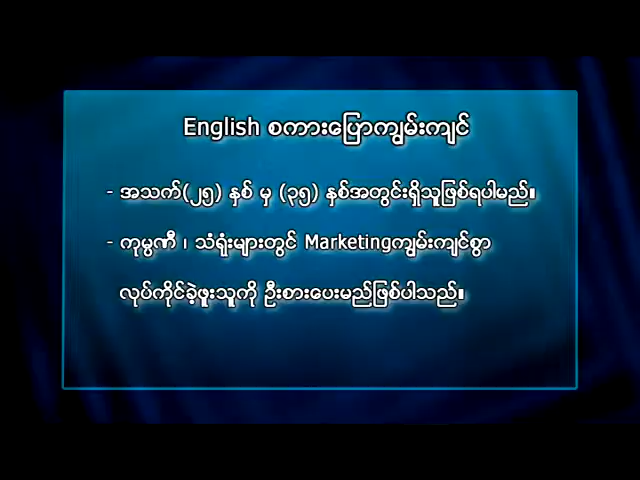 English စကားပြောကျွမ်းကျင်
- အသက်(၂၅) နှစ် မှ (၃၅) နှစ်အတွင်းရှိသူဖြစ်ရပါမည်။
- ကုမ္ပဏီ ၊ သံရုံးများတွင် Marketingကျွမ်းကျင်စွာ
လုပ်ကိုင်ခဲ့ဖူးသူကို ဦးစားပေးမည်ဖြစ်ပါသည်။